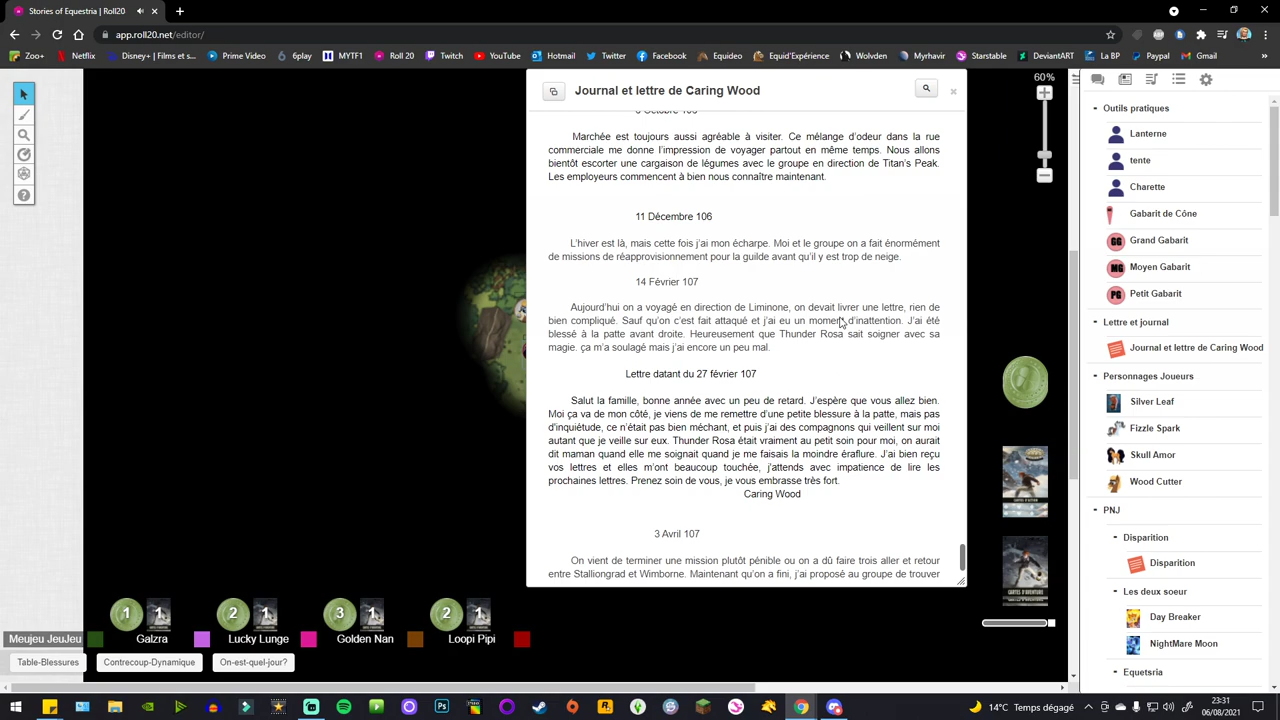 Stories of Equestria | Roll20
app.roll20.net/editor/
Zoo+ Netflix Disney+ | Films et s... Prime Video 6play MYTF1 Roll 20 Twitch YouTube Hotmail Twitter Facebook Equideo Equid'Expérience Wolvden Myrhavir Starstable DeviantART La BP Paypal Gmail
Journal et lettre de Caring Wood
60%
Marchée est toujours aussi agréable à visiter. Ce mélange d'odeur dans la rue
commerciale me donne l'impression de voyager partout en même temps. Nous allons
bientôt escorter une cargaison de légumes avec le groupe en direction de Titan's Peak.
Les employeurs commencent à bien nous connaître maintenant.
11 Décembre 106
L'hiver est là, mais cette fois j'ai mon écharpe. Moi et le groupe on a fait énormément
de missions de réapprovisionnement pour la guilde avant qu'il y est trop de neige.
14 Février 107
Aujourd'hui on a voyagé en direction de Liminone, on devait livrer une lettre, rien de
bien compliqué. Sauf qu'on c'est fait attaqué et j'ai eu un moment d'inattention. J'ai été
blessé à la patte avant droite. Heureusement que Thunder Rosa sait soigner avec sa
magie. ça m'a soulagé mais j'ai encore un peu mal.
Lettre datant du 27 février 107
Salut la famille, bonne année avec un peu de retard. J'espère que vous allez bien.
Moi ça va de mon côté, je viens de me remettre d'une petite blessure à la patte, mais pas
d'inquiétude, ce n'était pas bien méchant, et puis j'ai des compagnons qui veillent sur moi
autant que je veille sur eux. Thunder Rosa était vraiment au petit soin pour moi, on aurait
dit maman quand elle me soignait quand je me faisais la moindre éraflure. J'ai bien reçu
vos lettres et elles m'ont beaucoup touchée, j'attends avec impatience de lire les
prochaines lettres. Prenez soin de vous, je vous embrasse très fort.
Caring Wood
3 Avril 107
On vient de terminer une mission plutôt pénible ou on a dû faire trois aller et retour
entre Stalliongrad et Wimborne. Maintenant qu'on a fini, j'ai proposé au groupe de trouver
Outils pratiques
Lanterne
tente
Charette
Gabarit de Cône
GG Grand Gabarit
MG Moyen Gabarit
PG Petit Gabarit
Lettre et journal
Journal et lettre de Caring Wood
Personnages Joueurs
Silver Leaf
Fizzle Spark
Skull Amor
Wood Cutter
PNJ
Disparition
Disparition
Les deux soeur
Day Breaker
NightMare Moon
Equetsria
1 1 2 1 3 1 2 1
Meujeu JeuJeu Galzra Lucky Lunge Golden Nan Loopi Pipi
Table-Blessures Contrecoup-Dynamique On-est-quel-jour?
14°C Temps dégagé
23:31
06/08/2021